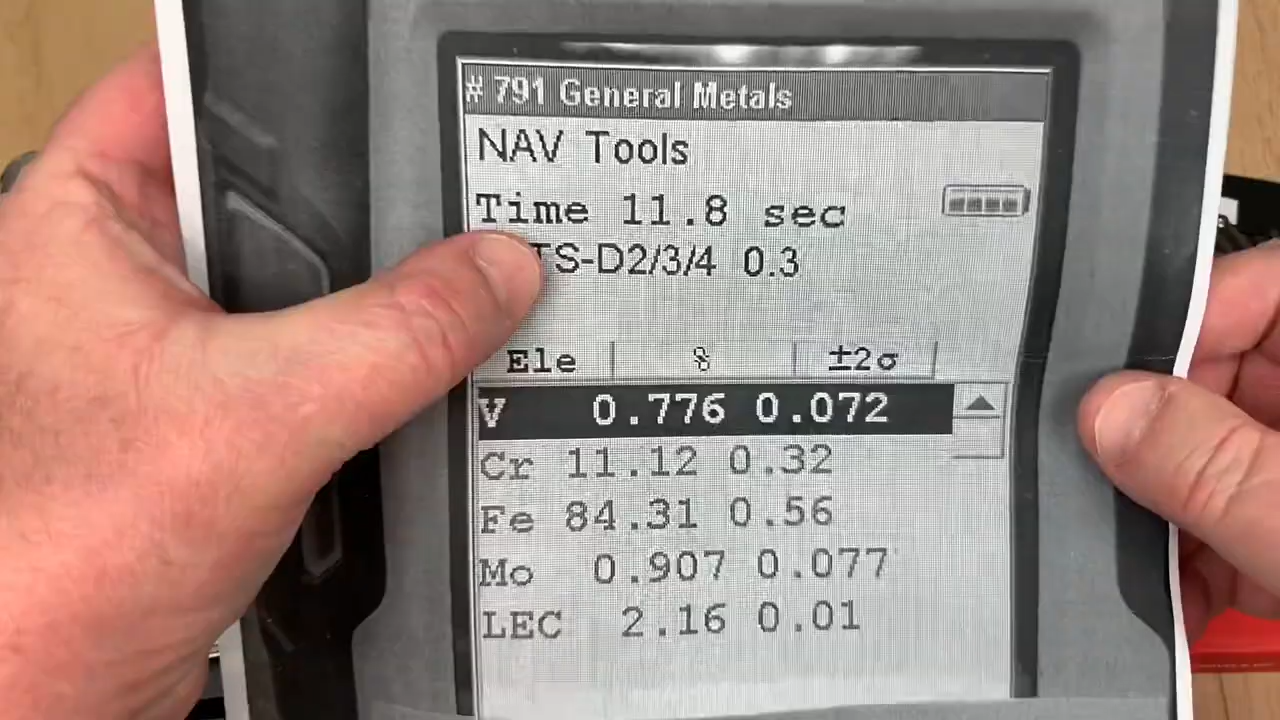 # 791 General Metals
NAV Tools
Time 11.8 sec
TS-D2/3/4 0.3
Ele % ±2σ
V 0.776 0.072
Cr 11.12 0.32
Fe 84.31 0.56
Mo 0.907 0.077
LEC 2.16 0.01